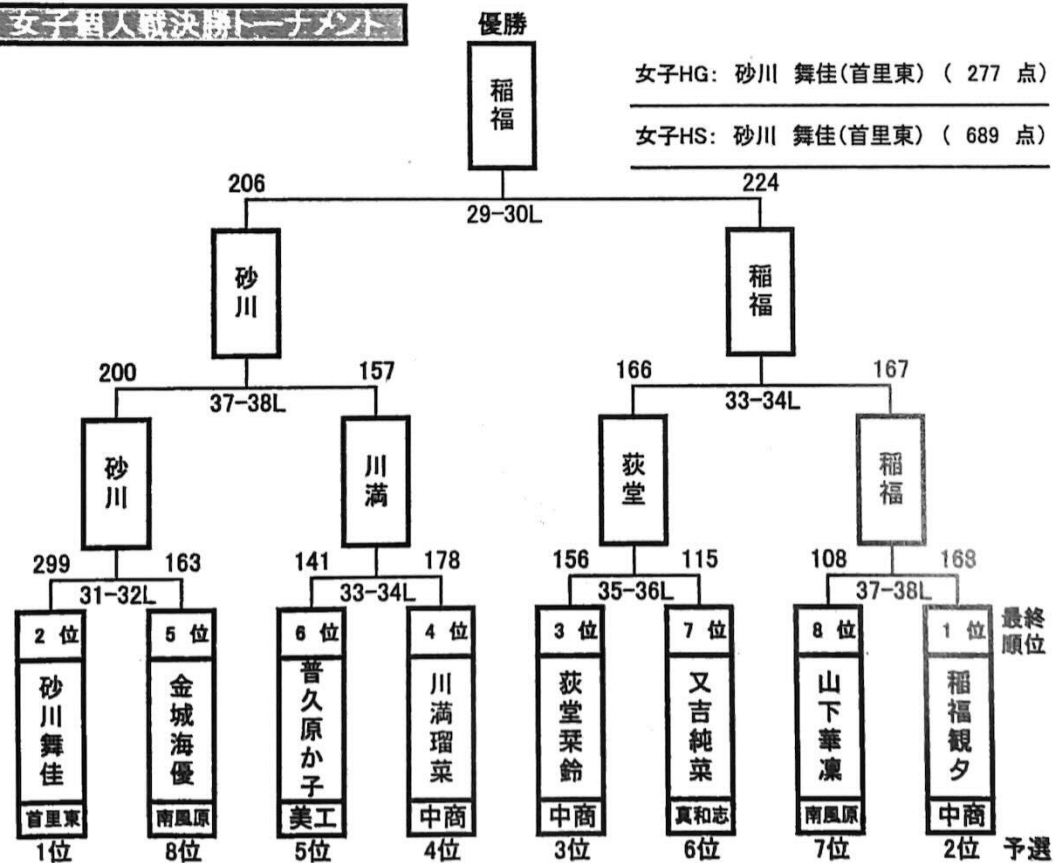 女子個人戦決勝トーナメント
優勝
稲福
女子HG: 砂川 舞佳(首里東) ( 277 点)
女子HS: 砂川 舞佳(首里東) ( 689 点)
206 224
29-30L
砂川 稲福
200 157 166 167
37-38L 33-34L
砂川 川満 荻堂 稲福
299 163 141 178 156 115 108 168
31-32L 33-34L 35-36L 37-38L
2 位 5 位 6 位 4 位 3 位 7 位 8 位 1 位 最終順位
砂川舞佳 金城海優 普久原か子 川満瑠菜 荻堂栞鈴 又吉純菜 山下華凜 稲福観夕
首里東 南風原 美工 中商 中商 真和志 南風原 中商
1位 8位 5位 4位 3位 6位 7位 2位 予選